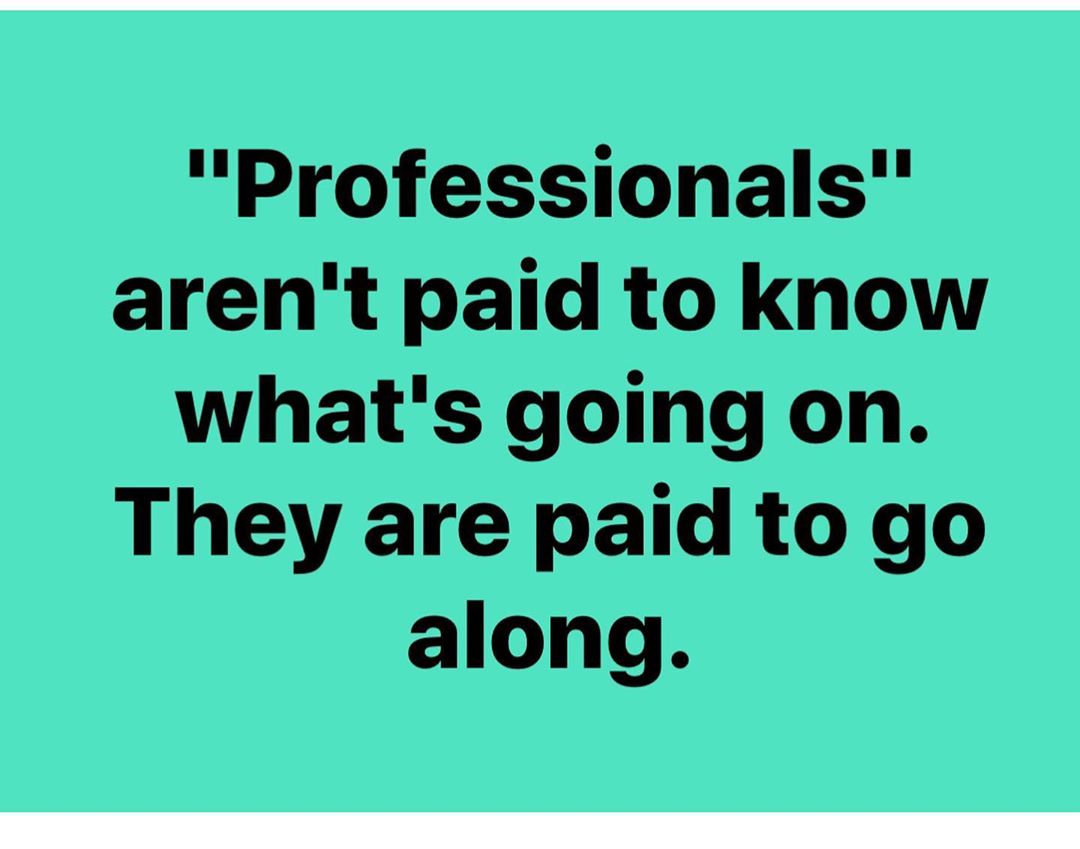 "Professionals"
aren't paid to know
what's going on.
They are paid to go
along.